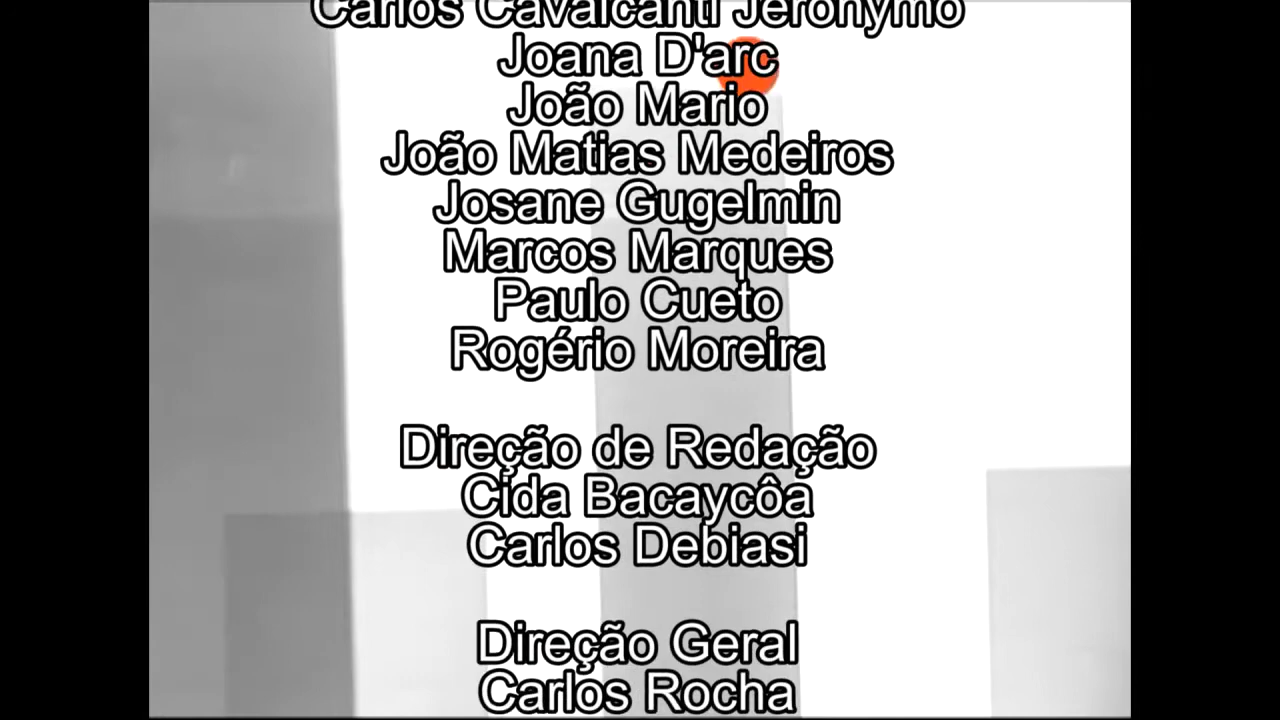 Carlos Cavalcanti Jeronymo
Joana D'arc
João Mario
João Matias Medeiros
Josane Gugelmin
Marcos Marques
Paulo Cueto
Rogério Moreira
Direção de Redação
Cida Bacaycôa
Carlos Debiasi
Direção Geral
Carlos Rocha